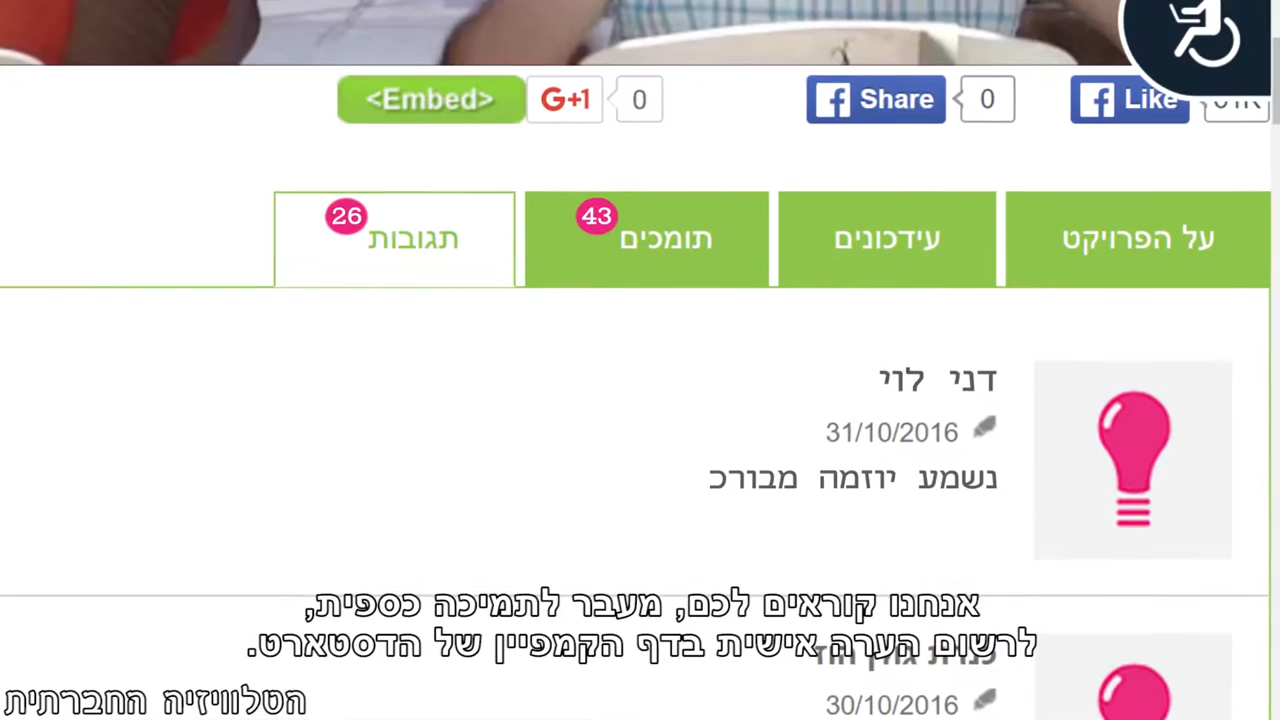 <Embed>
G+1
0
Share
0
Like
על הפרויקט
עידכונים
תומכים
43
תגובות
26
דני לוי
31/10/2016
נשמע יוזמה מבורכ
אנחנו קוראים לכם, מעבר לתמיכה כספית,
לרשום הערה אישית בדף הקמפיין של הדסטארט.
30/10/2016
הטלוויזיה החברתית